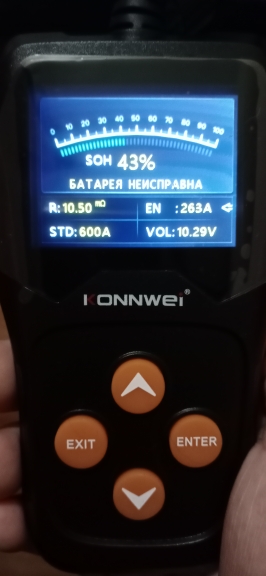 0 10 20 30 40 50 60 70 80 90 100
SOH 43%
БАТАРЕЯ НЕИСПРАВНА
R:10.50 mΩ EN :263A
STD:600A VOL:10.29V
KONNWEI®
EXIT ENTER